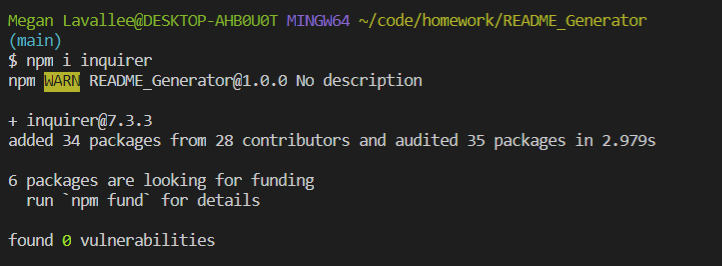 Megan Lavallee@DESKTOP-AHB0U0T MINGW64 ~/code/homework/README_Generator
(main)
$ npm i inquirer
npm WARN README_Generator@1.0.0 No description
+ inquirer@7.3.3
added 34 packages from 28 contributors and audited 35 packages in 2.979s
6 packages are looking for funding
run `npm fund` for details
found 0 vulnerabilities